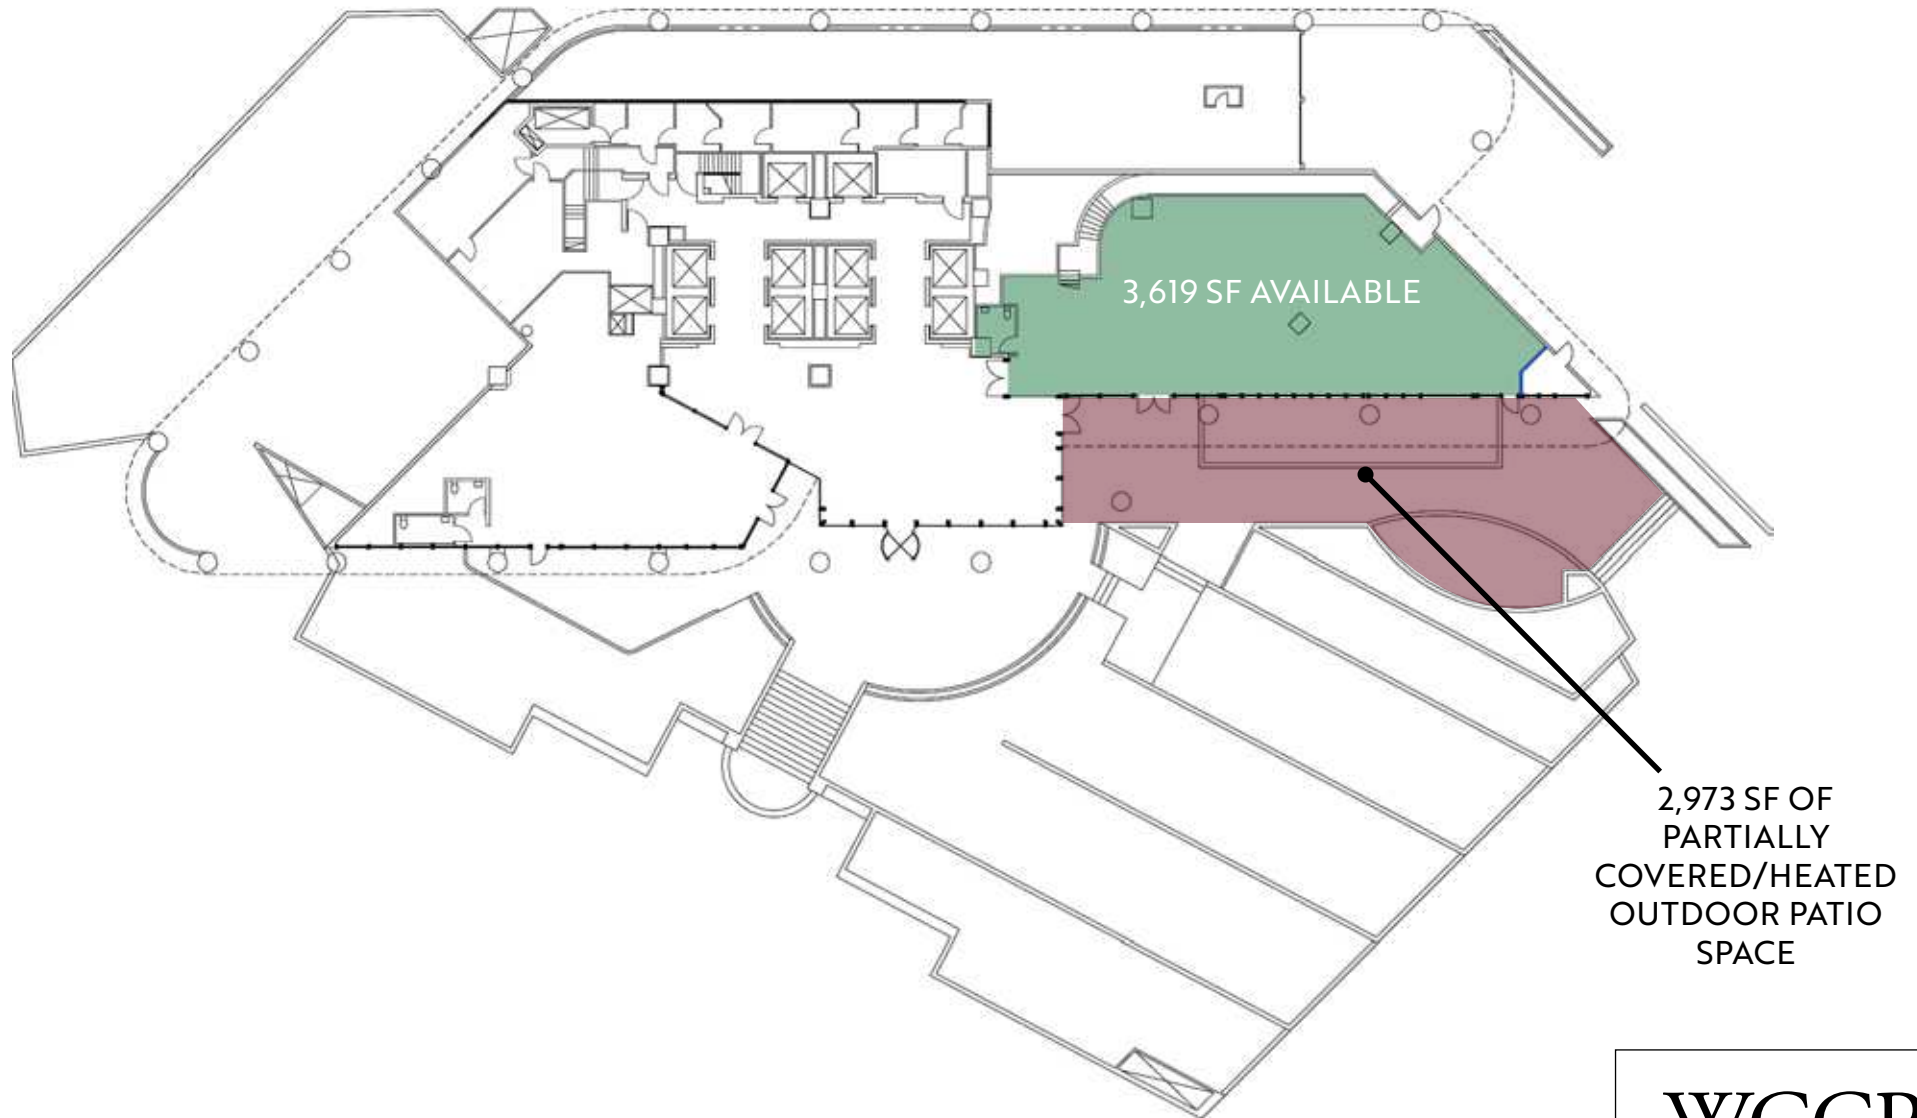 3,619 SF AVAILABLE
2,973 SF OF
PARTIALLY
COVERED/HEATED
OUTDOOR PATIO
SPACE